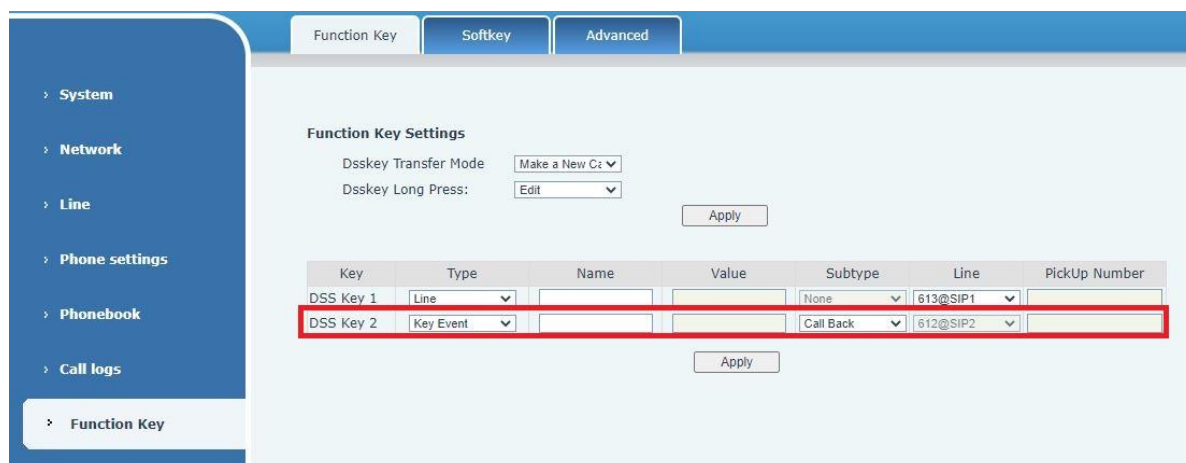 Function Key Softkey Advanced
System
Network
Line
Phone settings
Phonebook
Call logs
Function Key
Function Key Settings
Dsskey Transfer Mode Make a New Ca
Dsskey Long Press: Edit
Apply
Key Type Name Value Subtype Line PickUp Number
DSS Key 1 Line None 613@SIP1
DSS Key 2 Key Event Call Back 612@SIP2
Apply